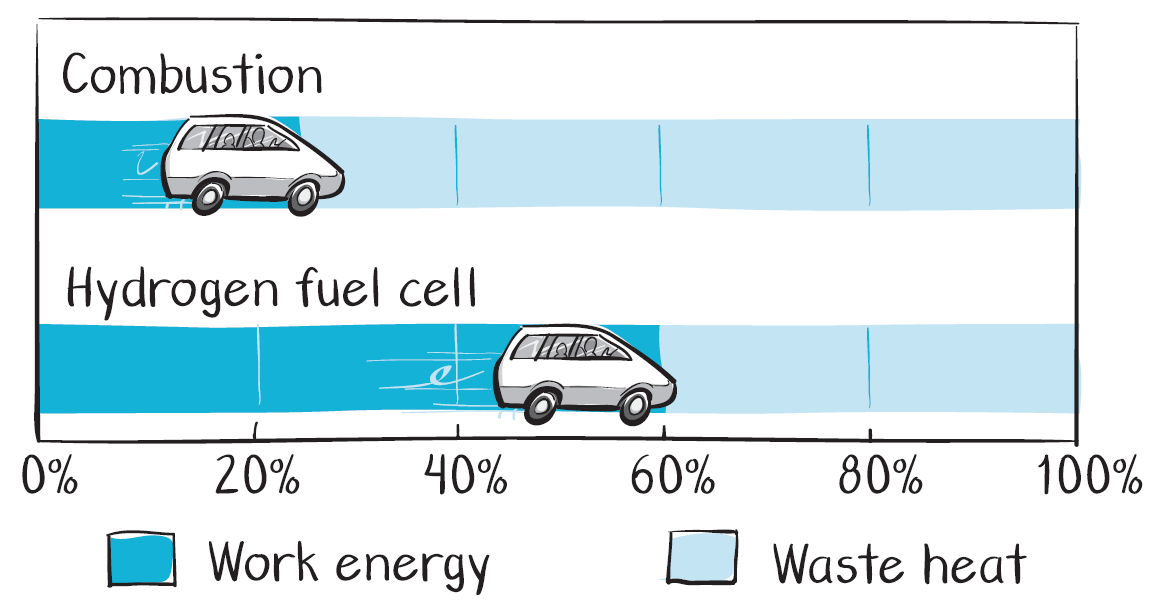 Combustion
Hydrogen fuel cell
0% 20% 40% 60% 80% 100%
Work energy Waste heat